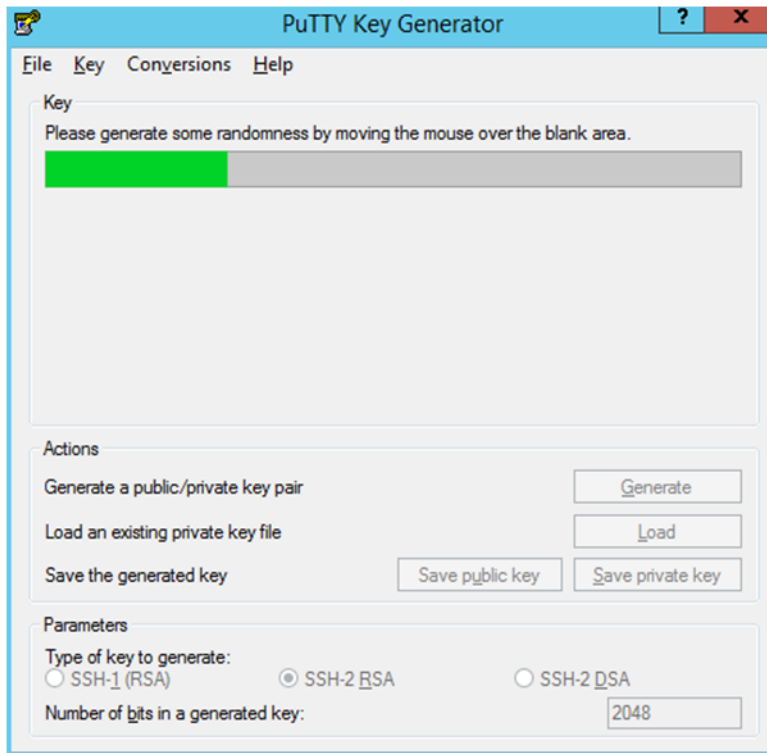 PuTTY Key Generator
? x
File Key Conversions Help
Key
Please generate some randomness by moving the mouse over the blank area.
Actions
Generate a public/private key pair Generate
Load an existing private key file Load
Save the generated key Save public key Save private key
Parameters
Type of key to generate:
SSH-1 (RSA) SSH-2 RSA SSH-2 DSA
Number of bits in a generated key: 2048